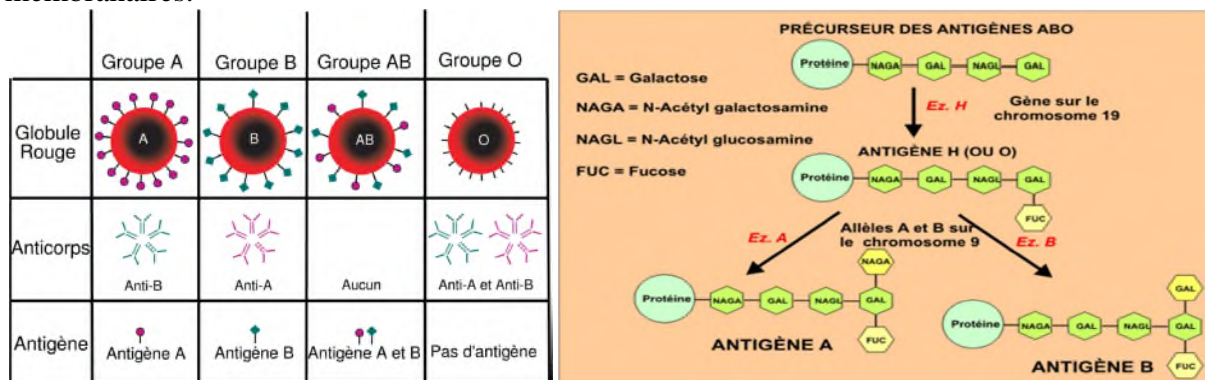 membranaires.
Groupe A Groupe B Groupe AB Groupe O
Globule
Rouge
A B AB O
Anticorps
Anti-B Anti-A Aucun Anti-A et Anti-B
Antigène
Antigène A Antigène B Antigènes A et B Pas d'antigène
PRÉCURSEUR DES ANTIGÈNES ABO
Protéine NAGA GAL NAGL GAL
GAL = Galactose
NAGA = N-Acétyl galactosamine
NAGL = N-Acétyl glucosamine
FUC = Fucose
Ez. H
Gène sur le
chromosome 19
ANTIGÈNE H (OU O)
Protéine NAGA GAL NAGL GAL
FUC
Ez. A
Allèles A et B sur
le chromosome 9
Ez. B
NAGA
Protéine NAGA GAL NAGL GAL
FUC
ANTIGÈNE A
GAL
Protéine NAGA GAL NAGL GAL
FUC
ANTIGÈNE B